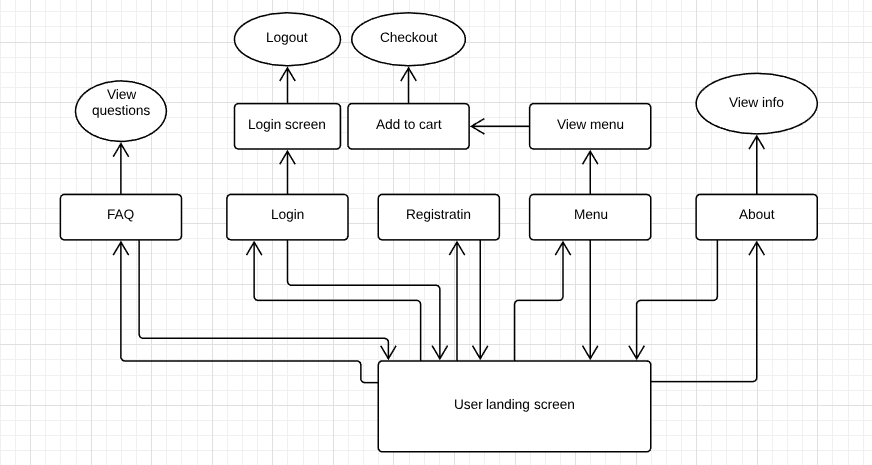 Logout
Checkout
View
questions
View info
Login screen
Add to cart
View menu
FAQ
Login
Registratin
Menu
About
User landing screen